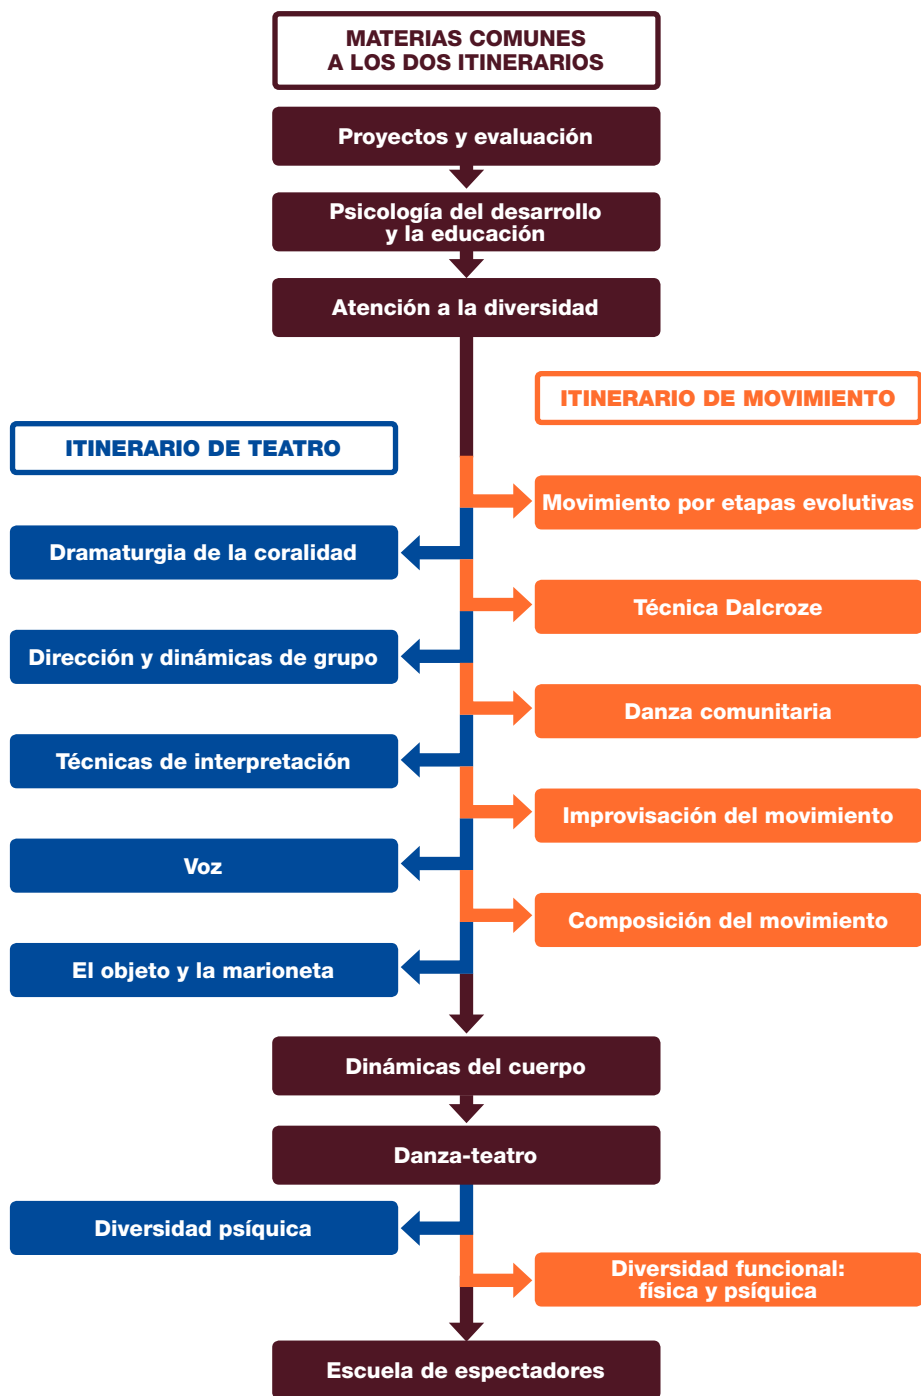 MATERIAS COMUNES
A LOS DOS ITINERARIOS
Proyectos y evaluación
Psicología del desarrollo
y la educación
Atención a la diversidad
ITINERARIO DE MOVIMIENTO
ITINERARIO DE TEATRO
Movimiento por etapas evolutivas
Dramaturgia de la coralidad
Técnica Dalcroze
Dirección y dinámicas de grupo
Danza comunitaria
Técnicas de interpretación
Improvisación del movimiento
Voz
Composición del movimiento
El objeto y la marioneta
Dinámicas del cuerpo
Danza-teatro
Diversidad psíquica
Diversidad funcional:
física y psíquica
Escuela de espectadores